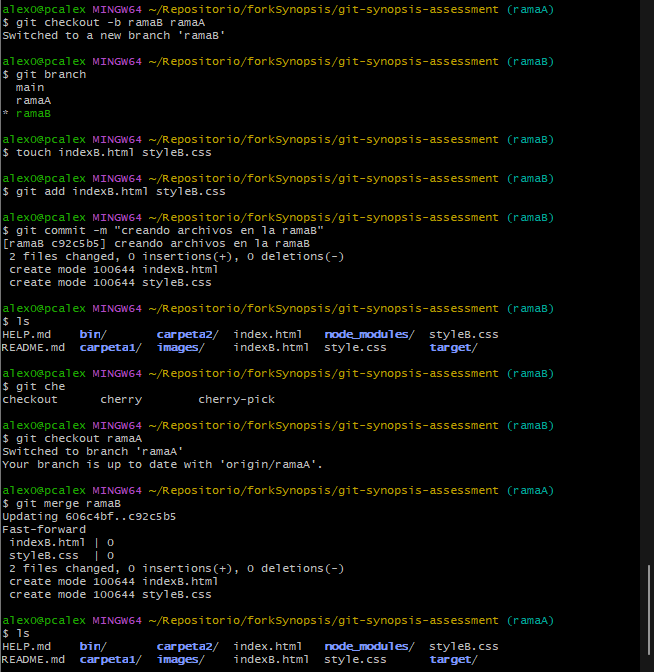 alex0@pcalex MINGW64 ~/Repositorio/forkSynopsis/git-synopsis-assessment (ramaA)
$ git checkout -b ramaB ramaA
Switched to a new branch 'ramaB'
alex0@pcalex MINGW64 ~/Repositorio/forkSynopsis/git-synopsis-assessment (ramaB)
$ git branch
  main
  ramaA
* ramaB
alex0@pcalex MINGW64 ~/Repositorio/forkSynopsis/git-synopsis-assessment (ramaB)
$ touch indexB.html styleB.css
alex0@pcalex MINGW64 ~/Repositorio/forkSynopsis/git-synopsis-assessment (ramaB)
$ git add indexB.html styleB.css
alex0@pcalex MINGW64 ~/Repositorio/forkSynopsis/git-synopsis-assessment (ramaB)
$ git commit -m "creando archivos en la ramaB"
[ramaB c92c5b5] creando archivos en la ramaB
 2 files changed, 0 insertions(+), 0 deletions(-)
 create mode 100644 indexB.html
 create mode 100644 styleB.css
alex0@pcalex MINGW64 ~/Repositorio/forkSynopsis/git-synopsis-assessment (ramaB)
$ ls
HELP.md    bin/       carpeta2/  index.html   node_modules/  styleB.css
README.md  carpeta1/  images/    indexB.html  style.css      target/
alex0@pcalex MINGW64 ~/Repositorio/forkSynopsis/git-synopsis-assessment (ramaB)
$ git che
checkout      cherry        cherry-pick
alex0@pcalex MINGW64 ~/Repositorio/forkSynopsis/git-synopsis-assessment (ramaB)
$ git checkout ramaA
Switched to branch 'ramaA'
Your branch is up to date with 'origin/ramaA'.
alex0@pcalex MINGW64 ~/Repositorio/forkSynopsis/git-synopsis-assessment (ramaA)
$ git merge ramaB
Updating 606c4bf..c92c5b5
Fast-forward
 indexB.html | 0
 styleB.css  | 0
 2 files changed, 0 insertions(+), 0 deletions(-)
 create mode 100644 indexB.html
 create mode 100644 styleB.css
alex0@pcalex MINGW64 ~/Repositorio/forkSynopsis/git-synopsis-assessment (ramaA)
$ ls
HELP.md    bin/       carpeta2/  index.html   node_modules/  styleB.css
README.md  carpeta1/  images/    indexB.html  style.css      target/